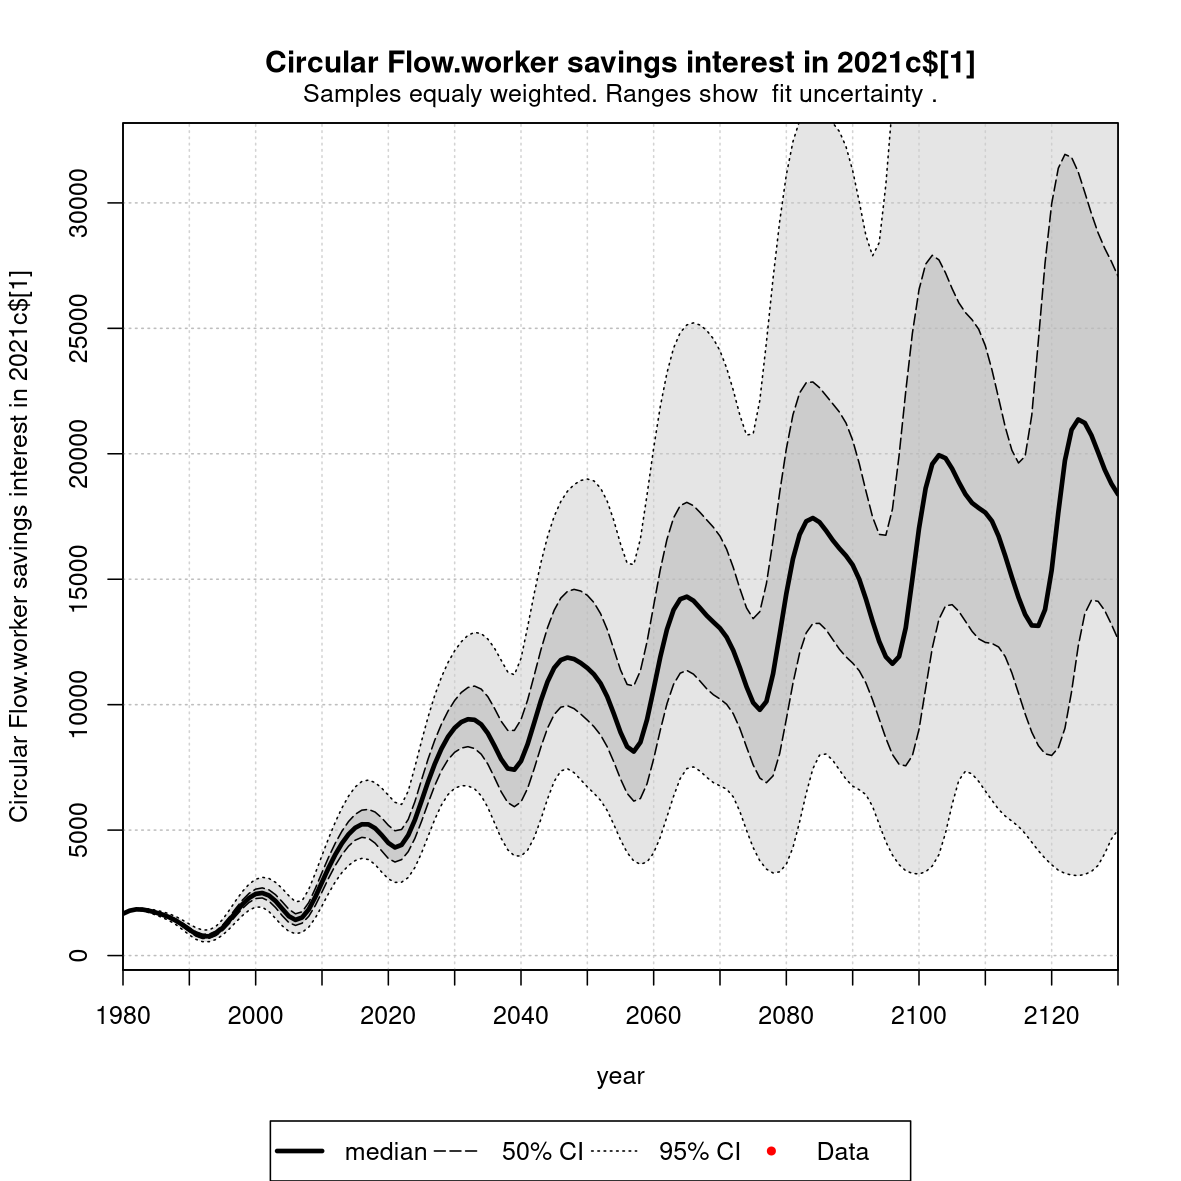 Circular Flow.worker savings interest in 2021c$[1]
Samples equaly weighted. Ranges show  fit uncertainty .
Circular Flow.worker savings interest in 2021c$[1]
30000
25000
20000
15000
10000
5000
0
1980 2000 2020 2040 2060 2080 2100 2120
year
median 50% CI 95% CI Data